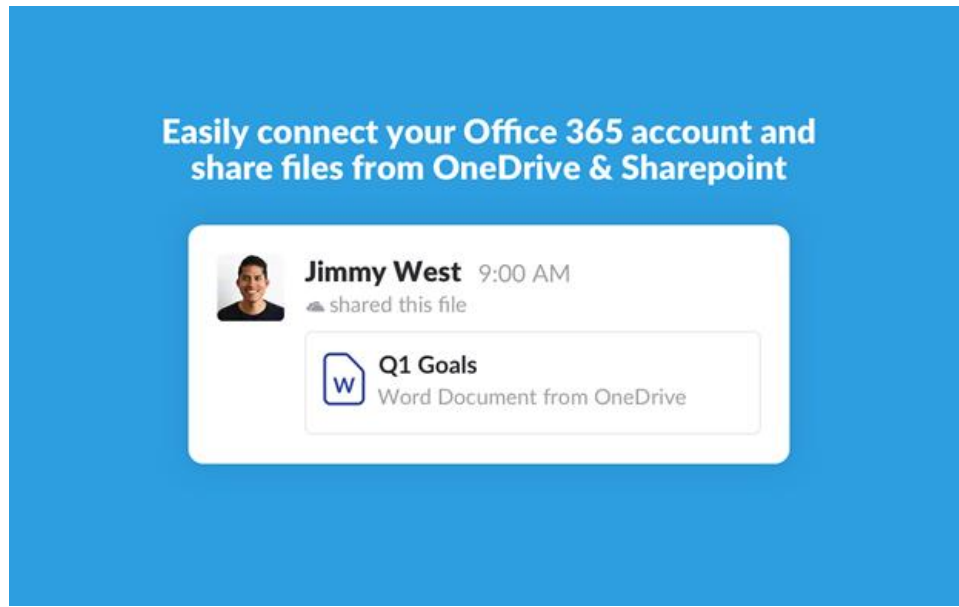 Easily connect your Office 365 account and
share files from OneDrive & Sharepoint
Jimmy West 9:00 AM
shared this file
W
Q1 Goals
Word Document from OneDrive